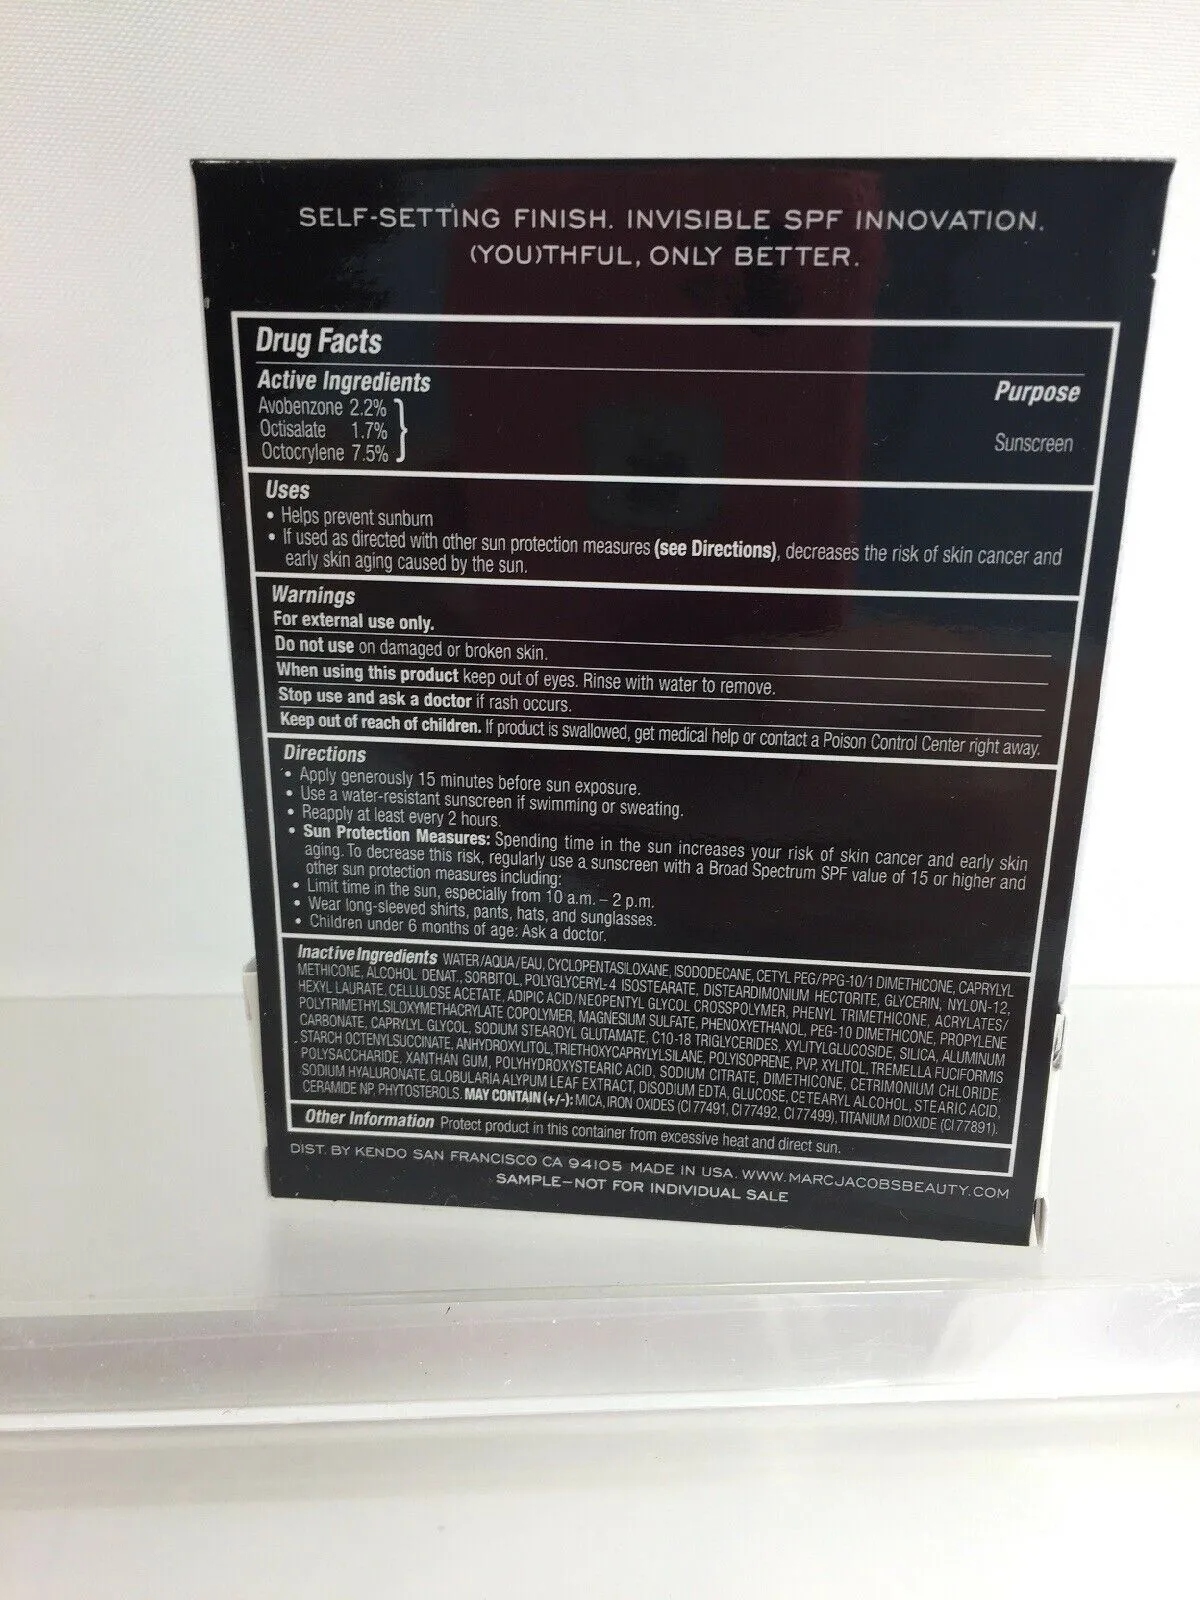 SELF-SETTING FINISH. INVISIBLE SPF INNOVATION.
(YOU)THFUL, ONLY BETTER.
Drug Facts
Active Ingredients Purpose
Avobenzone 2.2%
Octisalate 1.7% Sunscreen
Octocrylene 7.5%
Uses
• Helps prevent sunburn
• If used as directed with other sun protection measures (see Directions), decreases the risk of skin cancer and
early skin aging caused by the sun.
Warnings
For external use only.
Do not use on damaged or broken skin.
When using this product keep out of eyes. Rinse with water to remove.
Stop use and ask a doctor if rash occurs.
Keep out of reach of children. If product is swallowed, get medical help or contact a Poison Control Center right away.
Directions
• Apply generously 15 minutes before sun exposure.
• Use a water-resistant sunscreen if swimming or sweating.
• Reapply at least every 2 hours.
• Sun Protection Measures: Spending time in the sun increases your risk of skin cancer and early skin
aging. To decrease this risk, regularly use a sunscreen with a Broad Spectrum SPF value of 15 or higher and
other sun protection measures including:
• Limit time in the sun, especially from 10 a.m. – 2 p.m.
• Wear long-sleeved shirts, pants, hats, and sunglasses.
• Children under 6 months of age: Ask a doctor.
Inactive Ingredients WATER/AQUA/EAU, CYCLOPENTASILOXANE, ISODODECANE, CETYL PEG/PPG-10/1 DIMETHICONE, CAPRYLYL
METHICONE, ALCOHOL DENAT., SORBITOL, POLYGLYCERYL-4 ISOSTEARATE, DISTEARDIMONIUM HECTORITE, GLYCERIN, NYLON-12,
HEXYL LAURATE, CELLULOSE ACETATE, ADIPIC ACID/NEOPENTYL GLYCOL CROSSPOLYMER, PHENYL TRIMETHICONE, ACRYLATES/
POLYTRIMETHYLSILOXYMETHACRYLATE COPOLYMER, MAGNESIUM SULFATE, PHENOXYETHANOL, PEG-10 DIMETHICONE, PROPYLENE
CARBONATE, CAPRYLYL GLYCOL, SODIUM STEAROYL GLUTAMATE, C10-18 TRIGLYCERIDES, XYLITYLGLUCOSIDE, SILICA, ALUMINUM
STARCH OCTENYLSUCCINATE, ANHYDROXYLITOL, TRIETHOXYCAPRYLYLSILANE, POLYISOPRENE, PVP, XYLITOL, TREMELLA FUCIFORMIS
POLYSACCHARIDE, XANTHAN GUM, POLYHYDROXYSTEARIC ACID, SODIUM CITRATE, DIMETHICONE, CETRIMONIUM CHLORIDE,
SODIUM HYALURONATE, GLOBULARIA ALYPUM LEAF EXTRACT, DISODIUM EDTA, GLUCOSE, CETEARYL ALCOHOL, STEARIC ACID,
CERAMIDE NP, PHYTOSTEROLS. MAY CONTAIN (+/-): MICA, IRON OXIDES (CI 77491, CI 77492, CI 77499), TITANIUM DIOXIDE (CI 77891).
Other Information Protect product in this container from excessive heat and direct sun.
DIST. BY KENDO SAN FRANCISCO CA 94105 MADE IN USA. WWW.MARCJACOBSBEAUTY.COM
SAMPLE–NOT FOR INDIVIDUAL SALE